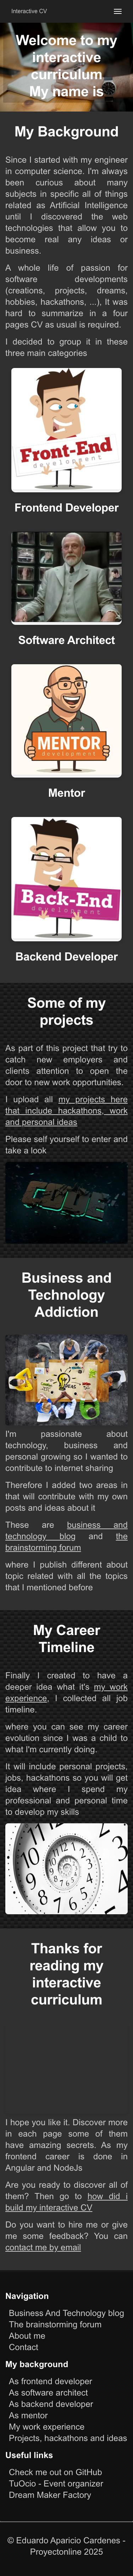 Interactive CV
Welcome to my
interactive
curriculum
My name is
My Background
Since I started with my engineer
in computer science. I'm always
been curious about many
subjects in specific all of things
related as Artificial Intelligence
until I discovered the web
technologies that allow you to
become real any ideas or
business.
A whole life of passion for
software developments
(creations, projects, dreams,
hobbies, hackathons, ...), It was
hard to summarize in a four
pages CV as usual is required.
I decided to group it in these
three main categories
Front-End
development
Frontend Developer
Software Architect
MENTOR
development
Mentor
Back-End
development
Backend Developer
Some of my
projects
As part of this project that try to
catch new employers and
clients attention to open the
door to new work opportunities.
I upload all my projects here
that include hackathons, work
and personal ideas
Please self yourself to enter and
take a look
CODE
Business and
Technology
Addiction
IDEAS
I'm passionate about
technology, business and
personal growing so I wanted to
contribute to internet sharing
Therefore I added two areas in
that will contribute with my own
posts and ideas about it
These are business and
technology blog and the
brainstorming forum
where I publish different about
topic related with all the topics
that I mentioned before
My Career
Timeline
Finally I created to have a
deeper idea what it's my work
experience, I collected all job
timeline.
where you can see my career
evolution since I was a child to
what I'm currently doing.
It will include personal projects,
jobs, hackathons so you will get
idea where I spend my
professional and personal time
to develop my skills
Thanks for
reading my
interactive
curriculum
I hope you like it. Discover more
in each page some of them
have amazing secrets. As my
frontend career is done in
Angular and NodeJs
Are you ready to discover all of
them? Then go to how did i
build my interactive CV
Do you want to hire me or give
me some feedback? You can
contact me by email
Navigation
Business And Technology blog
The brainstorming forum
About me
Contact
My background
As frontend developer
As software architect
As backend developer
As mentor
My work experience
Projects, hackathons and ideas
Useful links
Check me out on GitHub
TuOcio - Event organizer
Dream Maker Factory
© Eduardo Aparicio Cardenes -
Proyectonline 2025